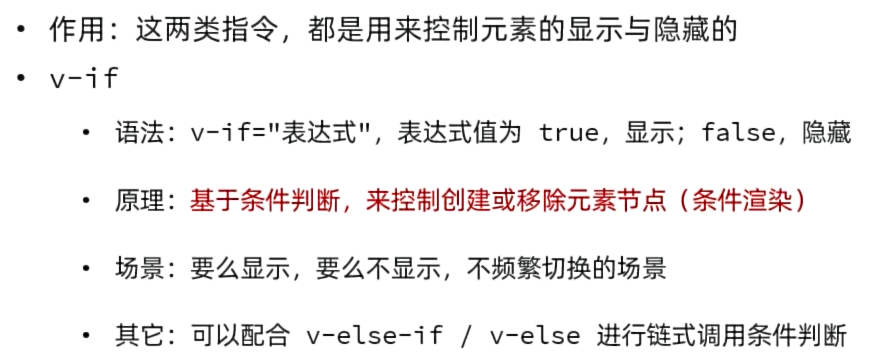 • 作用：这两类指令，都是用来控制元素的显示与隐藏的
• v-if
• 语法：v-if="表达式"，表达式值为 true，显示；false，隐藏
• 原理：基于条件判断，来控制创建或移除元素节点（条件渲染）
• 场景：要么显示，要么不显示，不频繁切换的场景
• 其它：可以配合 v-else-if / v-else 进行链式调用条件判断